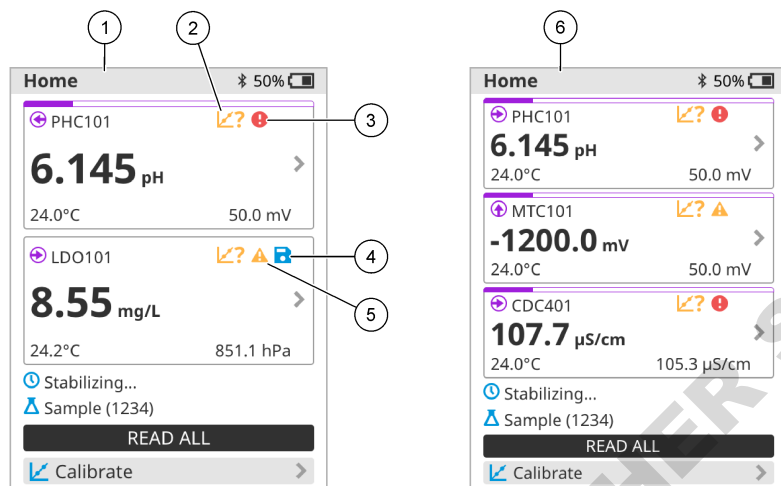 1
2
Home 50%
PHC101 ?
3
6.145 pH
24.0°C 50.0 mV
LDO101 ?
4
8.55 mg/L
5
24.2°C 851.1 hPa
Stabilizing...
Sample (1234)
READ ALL
Calibrate
6
Home 50%
PHC101 ?
6.145 pH
24.0°C 50.0 mV
MTC101 ?
-1200.0 mV
24.0°C 50.0 mV
CDC401 ?
107.7 µS/cm
24.0°C 105.3 µS/cm
Stabilizing...
Sample (1234)
READ ALL
Calibrate
HER S